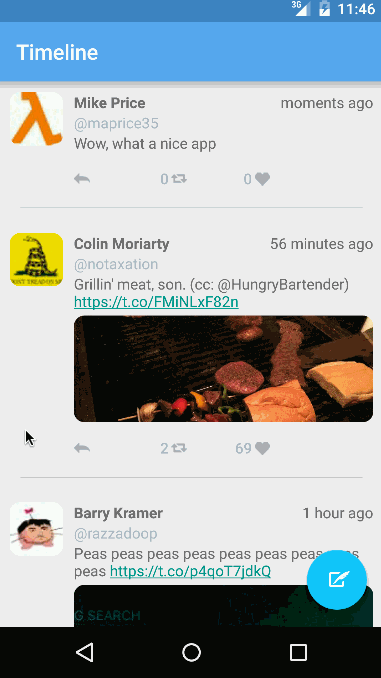 3G 11:46
Timeline
Mike Price moments ago
@maprice35
Wow, what a nice app
0 0
Colin Moriarty 56 minutes ago
@notaxation
Grillin' meat, son. (cc: @HungryBartender)
https://t.co/FMiNLxF82n
2 69
Barry Kramer 1 hour ago
@razzadoop
Peas peas peas peas peas peas peas
peas https://t.co/p4qoT7jdkQ
G SEARCH